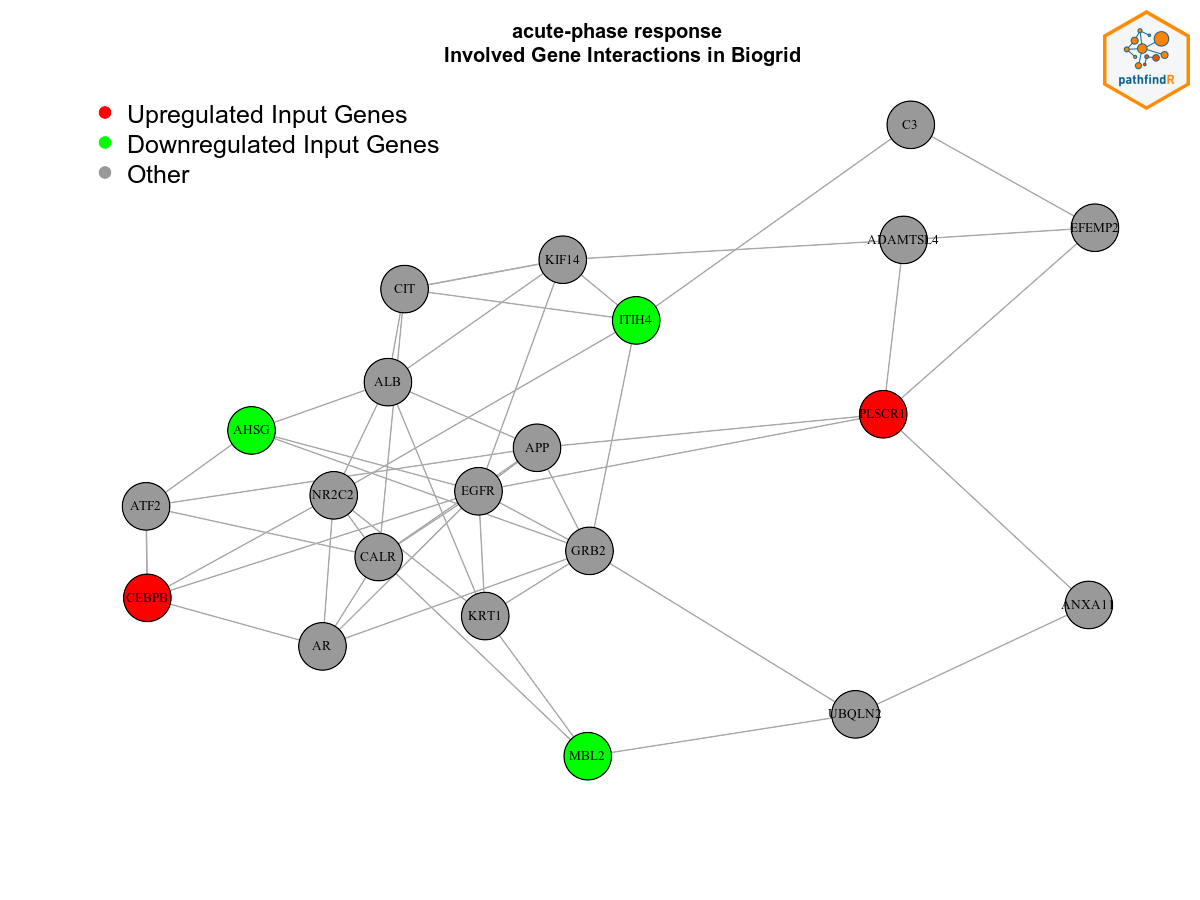 acute-phase response
Involved Gene Interactions in Biogrid
pathfindR
Upregulated Input Genes
Downregulated Input Genes
Other
C3
EFEMP2
ADAMTSL4
KIF14
CIT
ITIH4
ALB
PLSCR1
AHSG
APP
EGFR
NR2C2
ATF2
GRB2
CALR
CEBPB
ANXA11
KRT1
AR
UBQLN2
MBL2